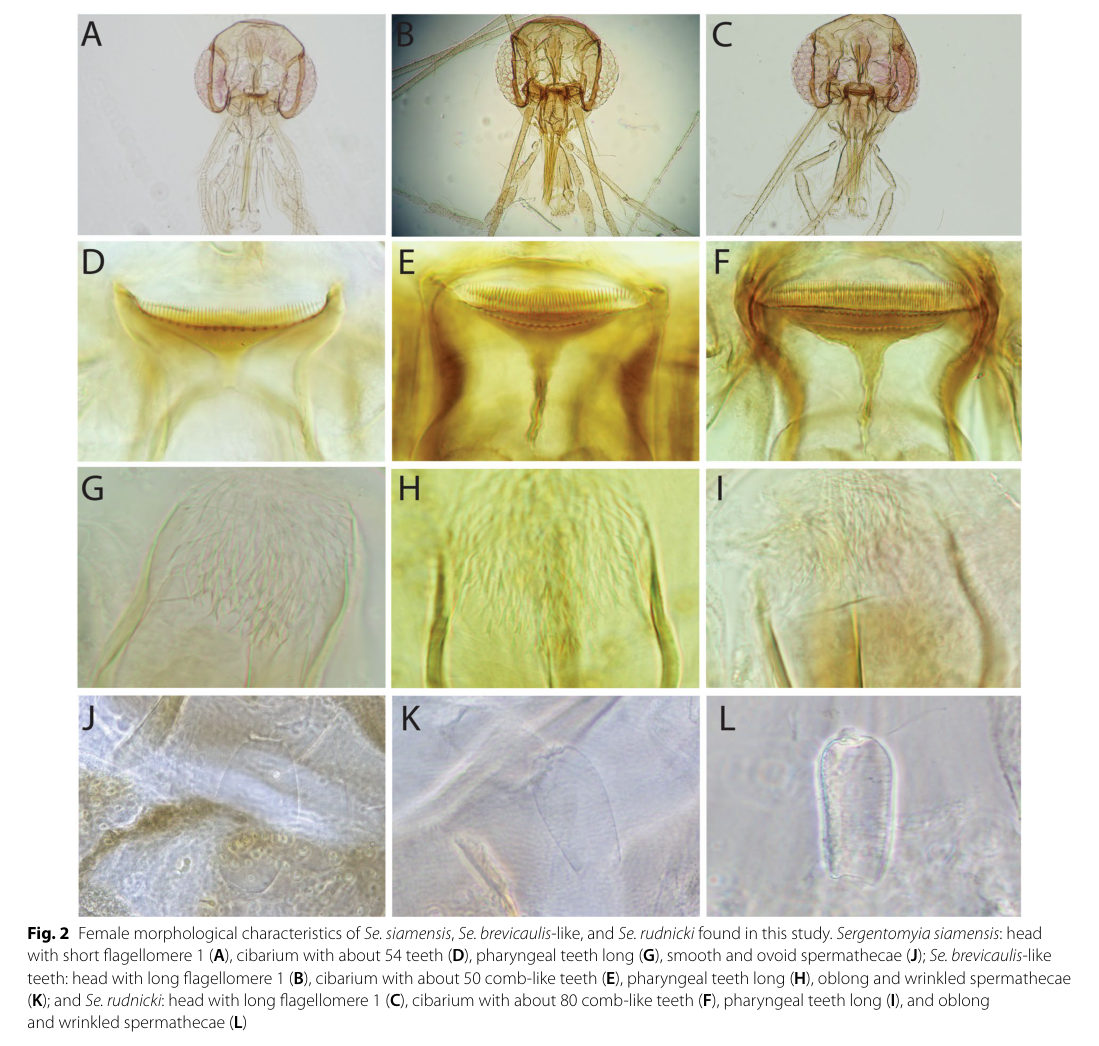 A
B
C
D
E
F
G
H
I
J
K
L
Fig. 2 Female morphological characteristics of Se. siamensis, Se. brevicaulis-like, and Se. rudnicki found in this study. Sergentomyia siamensis: head
with short flagellomere 1 (A), cibarium with about 54 teeth (D), pharyngeal teeth long (G), smooth and ovoid spermathecae (J); Se. brevicaulis-like
teeth: head with long flagellomere 1 (B), cibarium with about 50 comb-like teeth (E), pharyngeal teeth long (H), oblong and wrinkled spermathecae
(K); and Se. rudnicki: head with long flagellomere 1 (C), cibarium with about 80 comb-like teeth (F), pharyngeal teeth long (I), and oblong
and wrinkled spermathecae (L)